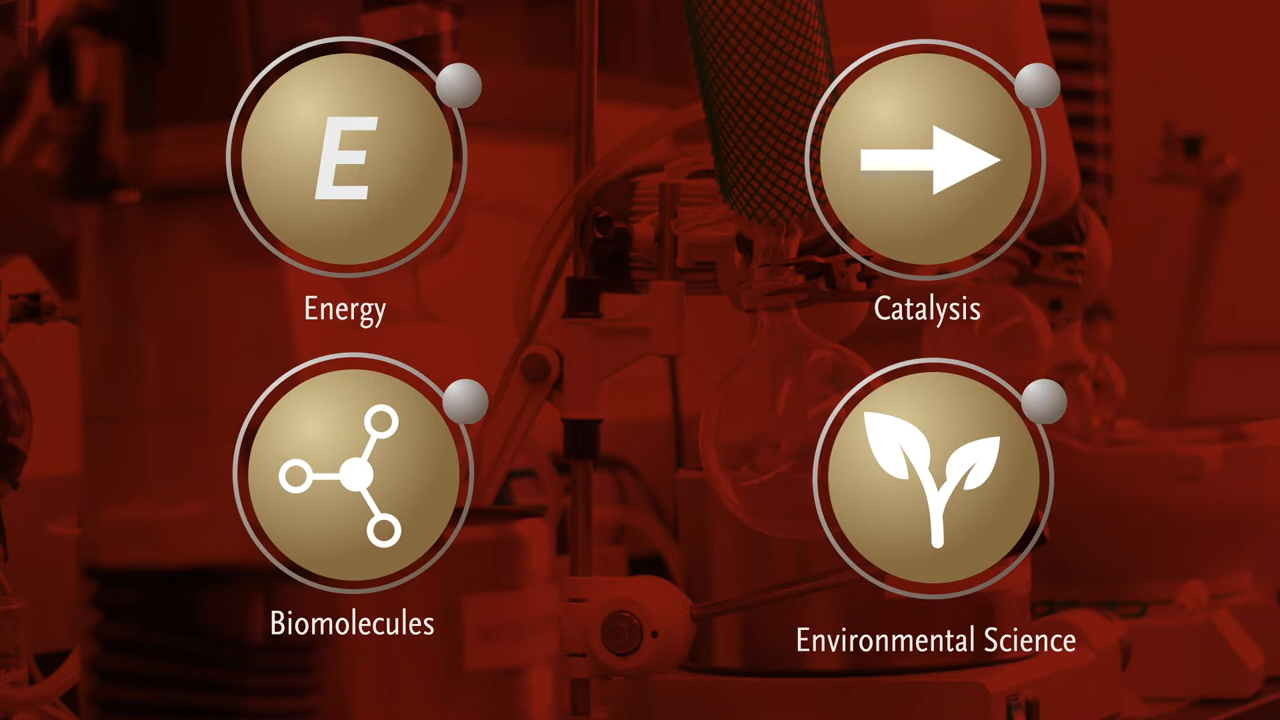 E
Energy
Catalysis
Biomolecules
Environmental Science